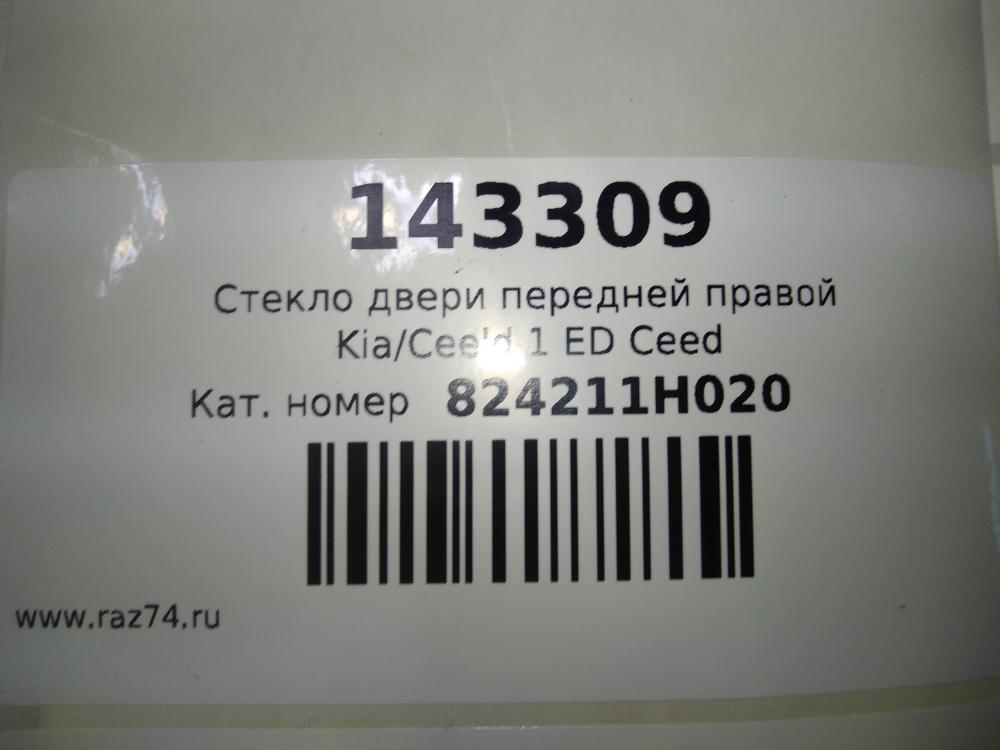 143309
Стекло двери передней правой
Kia/Cee'd 1 ED Ceed
Кат. номер 824211H020
www.raz74.ru